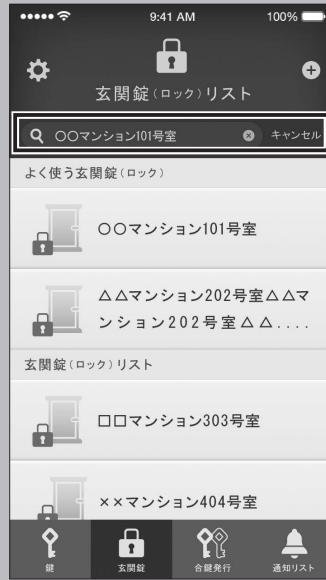 9:41 AM
100%
玄関錠(ロック)リスト
〇〇マンション101号室
キャンセル
よく使う玄関錠(ロック)
〇〇マンション101号室
△△マンション202号室△△マ
ンション202号室△△....
玄関錠(ロック)リスト
□□マンション303号室
××マンション404号室
鍵
玄関錠
合鍵発行
通知リスト